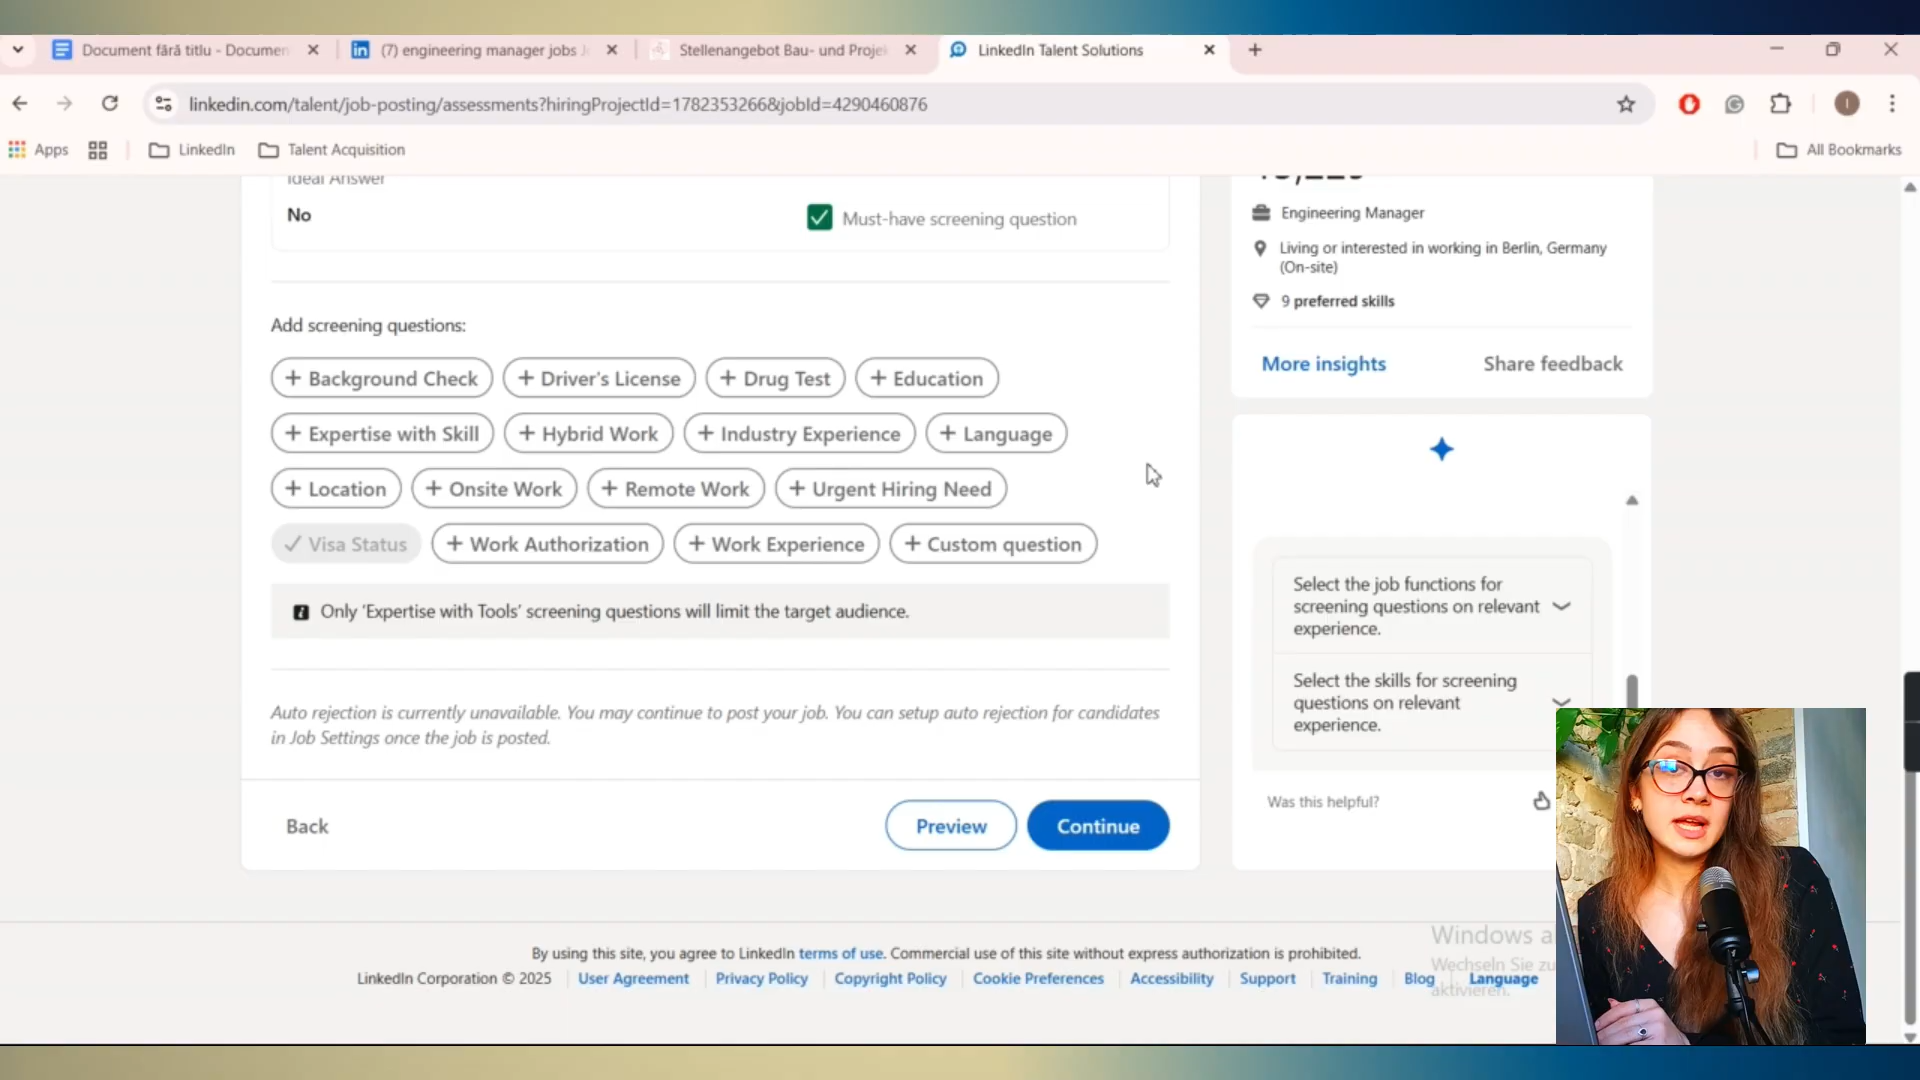 Document fără titlu - Documen
(7) engineering manager jobs J
Stellenangebot Bau- und Projek
LinkedIn Talent Solutions
linkedin.com/talent/job-posting/assessments?hiringProjectId=1782353266&jobId=4290460876
Apps
LinkedIn
Talent Acquisition
All Bookmarks
Ideal Answer
No
Must-have screening question
Add screening questions:
+ Background Check
+ Driver's License
+ Drug Test
+ Education
+ Expertise with Skill
+ Hybrid Work
+ Industry Experience
+ Language
+ Location
+ Onsite Work
+ Remote Work
+ Urgent Hiring Need
Visa Status
+ Work Authorization
+ Work Experience
+ Custom question
Only 'Expertise with Tools' screening questions will limit the target audience.
Auto rejection is currently unavailable. You may continue to post your job. You can setup auto rejection for candidates
in Job Settings once the job is posted.
Back
Preview
Continue
Engineering Manager
Living or interested in working in Berlin, Germany
(On-site)
9 preferred skills
More insights
Share feedback
Select the job functions for
screening questions on relevant
experience.
Select the skills for screening
questions on relevant
experience.
Was this helpful?
Windows a
Wechseln Sie zu
aktivieren.
By using this site, you agree to LinkedIn terms of use. Commercial use of this site without express authorization is prohibited.
LinkedIn Corporation © 2025
User Agreement
Privacy Policy
Copyright Policy
Cookie Preferences
Accessibility
Support
Training
Blog
Language